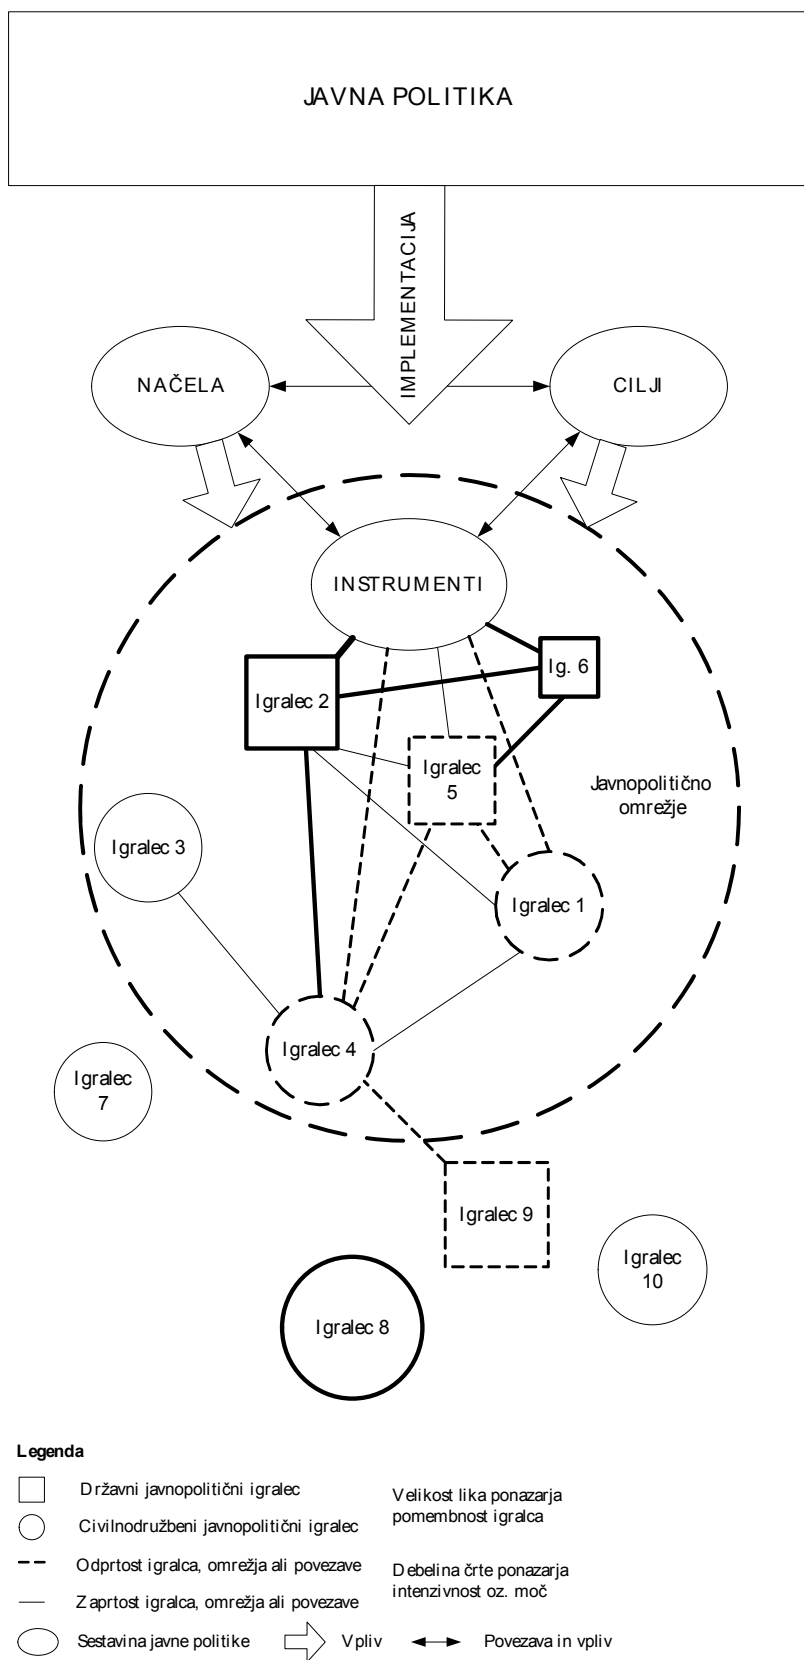 JAVNA POLITIKA
IMPLEMENTACIJA
NAČELA
CILJI
INSTRUMENTI
Igralec 2
Ig. 6
Igralec
5
Javnopolitično
omrežje
Igralec 3
Igralec 1
Igralec 4
Igralec
7
Igralec 9
Igralec
10
Igralec 8
Legenda
Državni javnopolitični igralec
Velikost lika ponazarja
pomembnost igralca
Civilnodružbeni javnopolitični igralec
Odprtost igralca, omrežja ali povezave
Debelina črte ponazarja
intenzivnost oz. moč
Zaprtost igralca, omrežja ali povezave
Sestavina javne politike
Vpliv
Povezava in vpliv